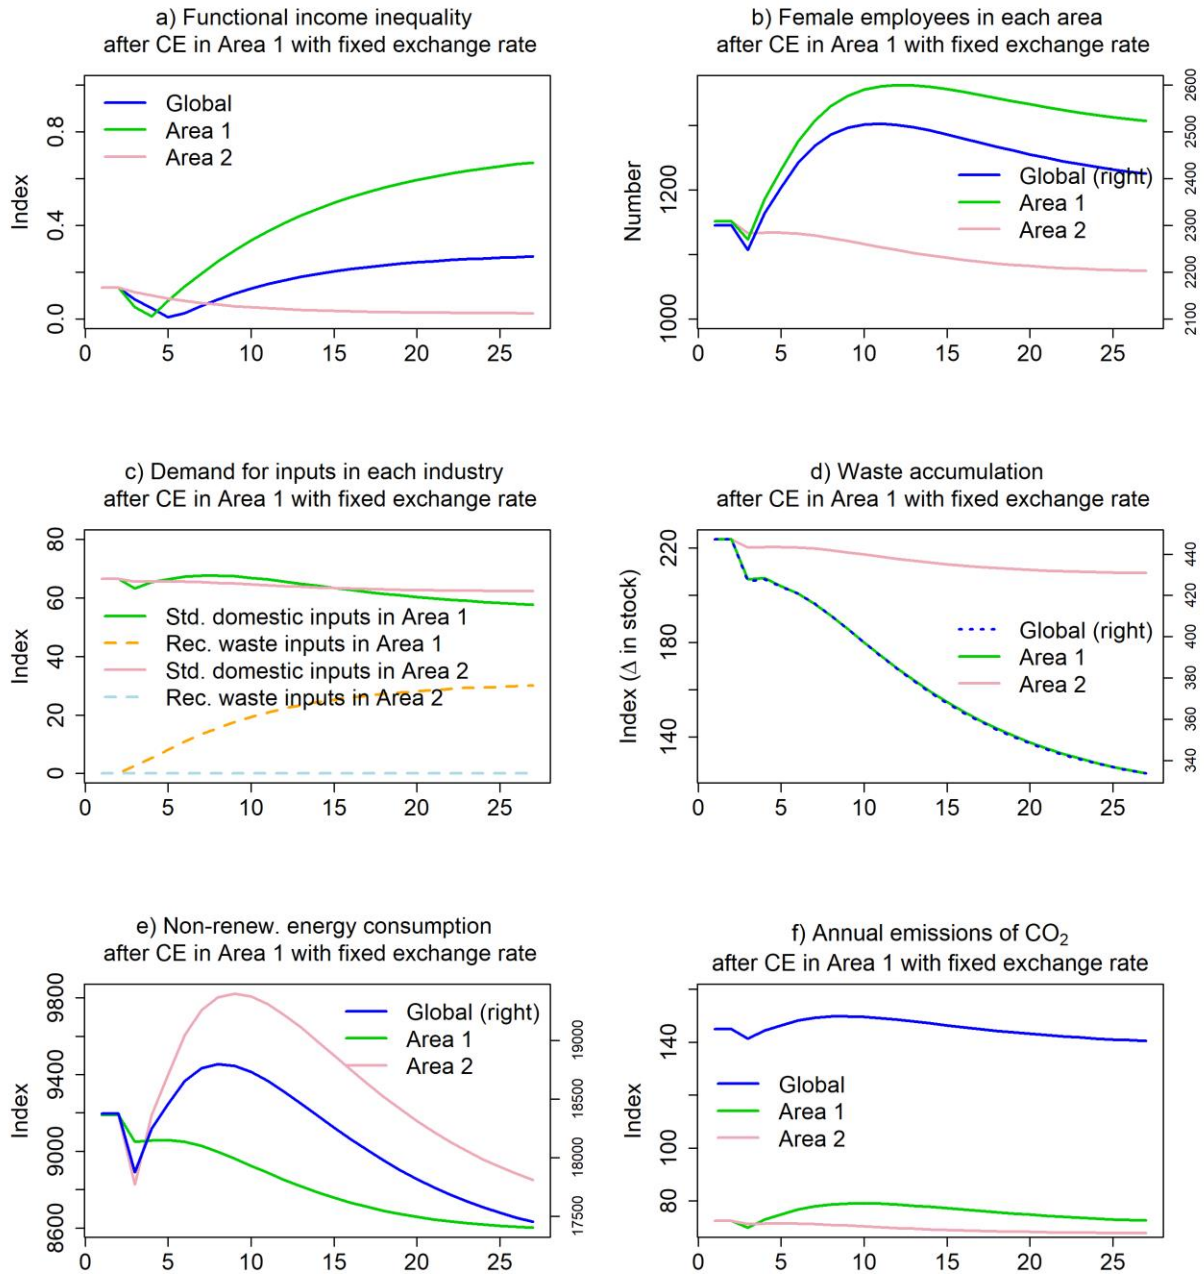 a) Functional income inequality
after CE in Area 1 with fixed exchange rate
Index
0.0 0.4 0.8
Global
Area 1
Area 2
0 5 10 15 20 25
b) Female employees in each area
after CE in Area 1 with fixed exchange rate
Number
1000 1200
Global (right)
Area 1
Area 2
2100 2200 2300 2400 2500 2600
0 5 10 15 20 25
c) Demand for inputs in each industry
after CE in Area 1 with fixed exchange rate
Index
0 20 40 60 80
Std. domestic inputs in Area 1
Rec. waste inputs in Area 1
Std. domestic inputs in Area 2
Rec. waste inputs in Area 2
0 5 10 15 20 25
d) Waste accumulation
after CE in Area 1 with fixed exchange rate
Index (Δ in stock)
140 180 220
Global (right)
Area 1
Area 2
340 360 380 400 420 440
0 5 10 15 20 25
e) Non-renew. energy consumption
after CE in Area 1 with fixed exchange rate
Index
8600 9000 9400 9800
Global (right)
Area 1
Area 2
17500 18000 18500 19000
0 5 10 15 20 25
f) Annual emissions of CO₂
after CE in Area 1 with fixed exchange rate
Index
80 100 140
Global
Area 1
Area 2
0 5 10 15 20 25